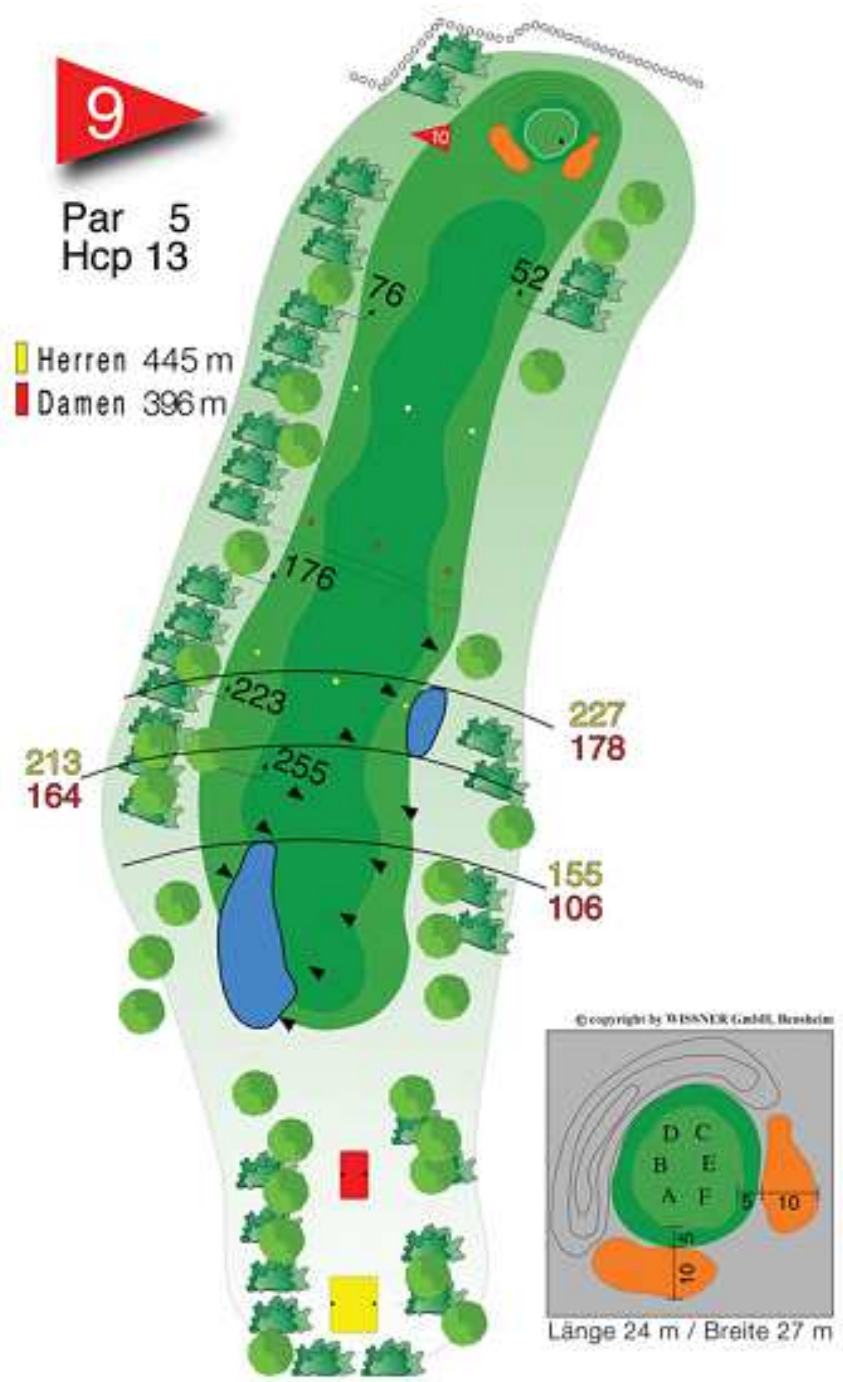 9
10
Par 5
Hcp 13
76
52
Herren 445 m
Damen 396 m
176
223
227
178
213
164
255
155
106
© copyright by WISSNER GmbH, Bensheim
D C
B E
A F
5 10
5
10
Länge 24 m / Breite 27 m